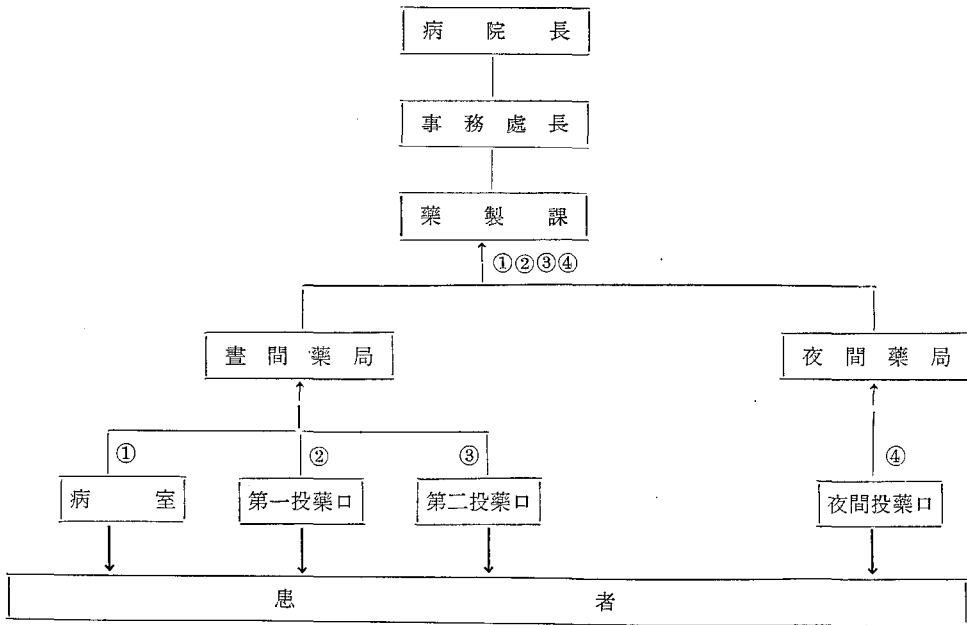 病院長
事務處長
藥製課
①②③④
晝間藥局 夜間藥局
① ② ③ ④
病室 第一投藥口 第二投藥口 夜間投藥口
患者